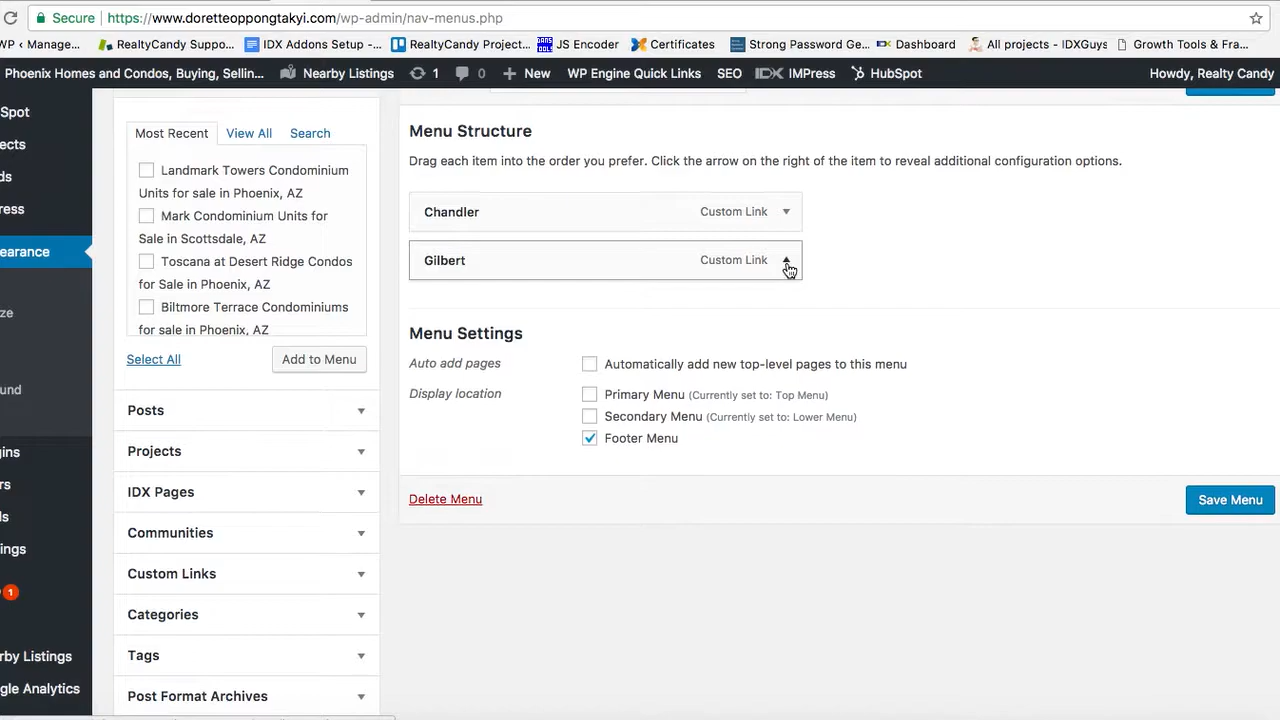 Secure https://www.doretteoppongtakyi.com/wp-admin/nav-menus.php
WP ‹ Manage... RealtyCandy Suppo... IDX Addons Setup -... RealtyCandy Project... JS Encoder Certificates Strong Password Ge... Dashboard All projects - IDXGuys Growth Tools & Fra...
Phoenix Homes and Condos, Buying, Sellin... Nearby Listings 1 0 New WP Engine Quick Links SEO IDX IMPress HubSpot Howdy, Realty Candy
Spot
ects
ds
ress
earance
ze
und
gins
rs
ls
ings
1
rby Listings
gle Analytics
Most Recent View All Search
Landmark Towers Condominium
Units for sale in Phoenix, AZ
Mark Condominium Units for
Sale in Scottsdale, AZ
Toscana at Desert Ridge Condos
for Sale in Phoenix, AZ
Biltmore Terrace Condominiums
for sale in Phoenix, AZ
Select All Add to Menu
Posts
Projects
IDX Pages
Communities
Custom Links
Categories
Tags
Post Format Archives
Menu Structure
Drag each item into the order you prefer. Click the arrow on the right of the item to reveal additional configuration options.
Chandler Custom Link
Gilbert Custom Link
Menu Settings
Auto add pages Automatically add new top-level pages to this menu
Display location Primary Menu (Currently set to: Top Menu)
Secondary Menu (Currently set to: Lower Menu)
Footer Menu
Delete Menu Save Menu